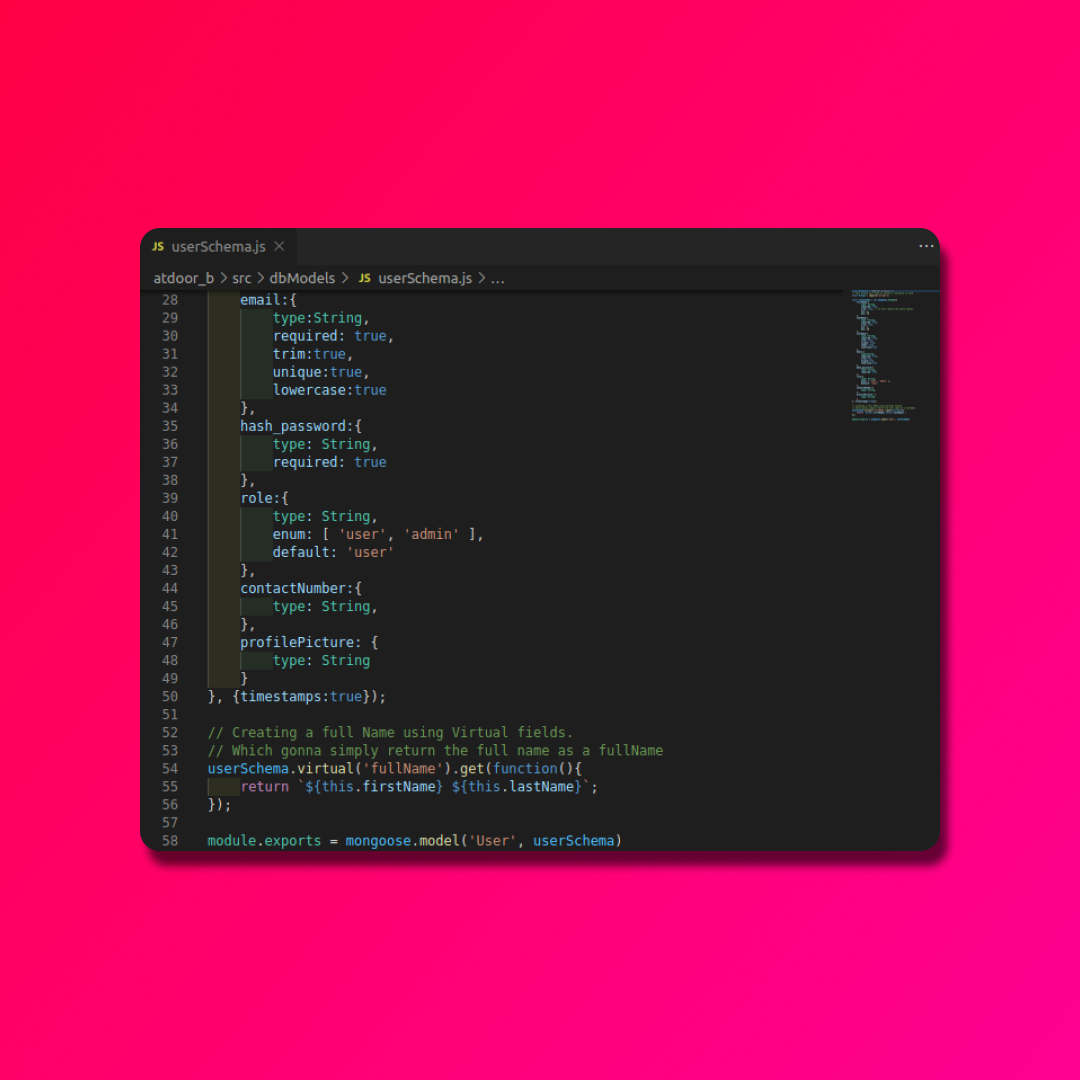 JS userSchema.js
atdoor_b > src > dbModels > JS userSchema.js > ...
28     email:{
29         type:String,
30         required: true,
31         trim:true,
32         unique:true,
33         lowercase:true
34     },
35     hash_password:{
36         type: String,
37         required: true
38     },
39     role:{
40         type: String,
41         enum: [ 'user', 'admin' ],
42         default: 'user'
43     },
44     contactNumber:{
45         type: String,
46     },
47     profilePicture: {
48         type: String
49     }
50 }, {timestamps:true});
51
52 // Creating a full Name using Virtual fields.
53 // Which gonna simply return the full name as a fullName
54 userSchema.virtual('fullName').get(function(){
55     return `${this.firstName} ${this.lastName}`;
56 });
57
58 module.exports = mongoose.model('User', userSchema)